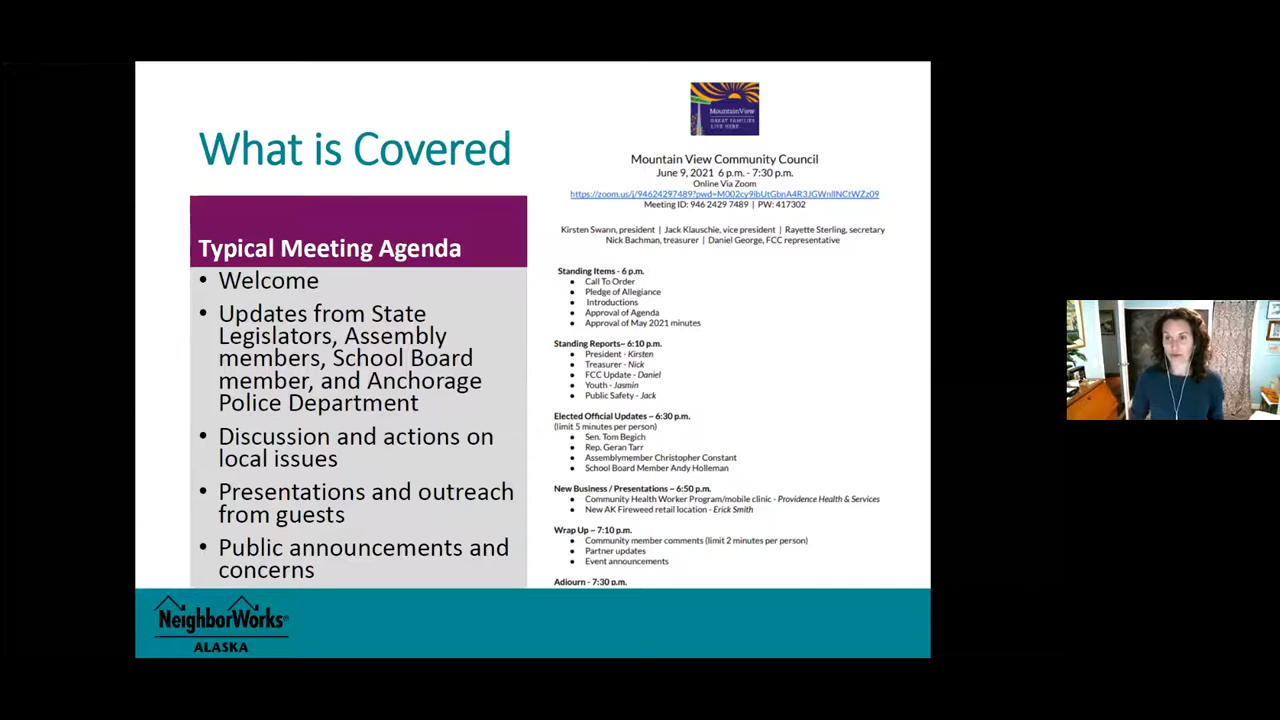 What is Covered
Typical Meeting Agenda
• Welcome
• Updates from State
Legislators, Assembly
members, School Board
member, and Anchorage
Police Department
• Discussion and actions on
local issues
• Presentations and outreach
from guests
• Public announcements and
concerns
MountainView
GREAT FAMILIES
LIVE HERE.
Mountain View Community Council
June 9, 2021 6 p.m. - 7:30 p.m.
Online Via Zoom
Meeting ID: 946 2429 7489 | PW: 417302
Kirsten Swann, president | Jack Klauschie, vice president | Rayette Sterling, secretary
Nick Bachman, treasurer | Daniel George, FCC representative
Standing Items - 6 p.m.
• Call To Order
• Pledge of Allegiance
• Introductions
• Approval of Agenda
• Approval of May 2021 minutes
Standing Reports~ 6:10 p.m.
• President - Kirsten
• Treasurer - Nick
• FCC Update - Daniel
• Youth - Jasmin
• Public Safety - Jack
Elected Official Updates ~ 6:30 p.m.
(limit 5 minutes per person)
• Sen. Tom Begich
• Rep. Geran Tarr
• Assemblymember Christopher Constant
• School Board Member Andy Holleman
New Business / Presentations ~ 6:50 p.m.
• Community Health Worker Program/mobile clinic - Providence Health & Services
• New AK Fireweed retail location - Erick Smith
Wrap Up ~ 7:10 p.m.
• Community member comments (limit 2 minutes per person)
• Partner updates
• Event announcements
Adjourn - 7:30 p.m.
NeighborWorks®
ALASKA